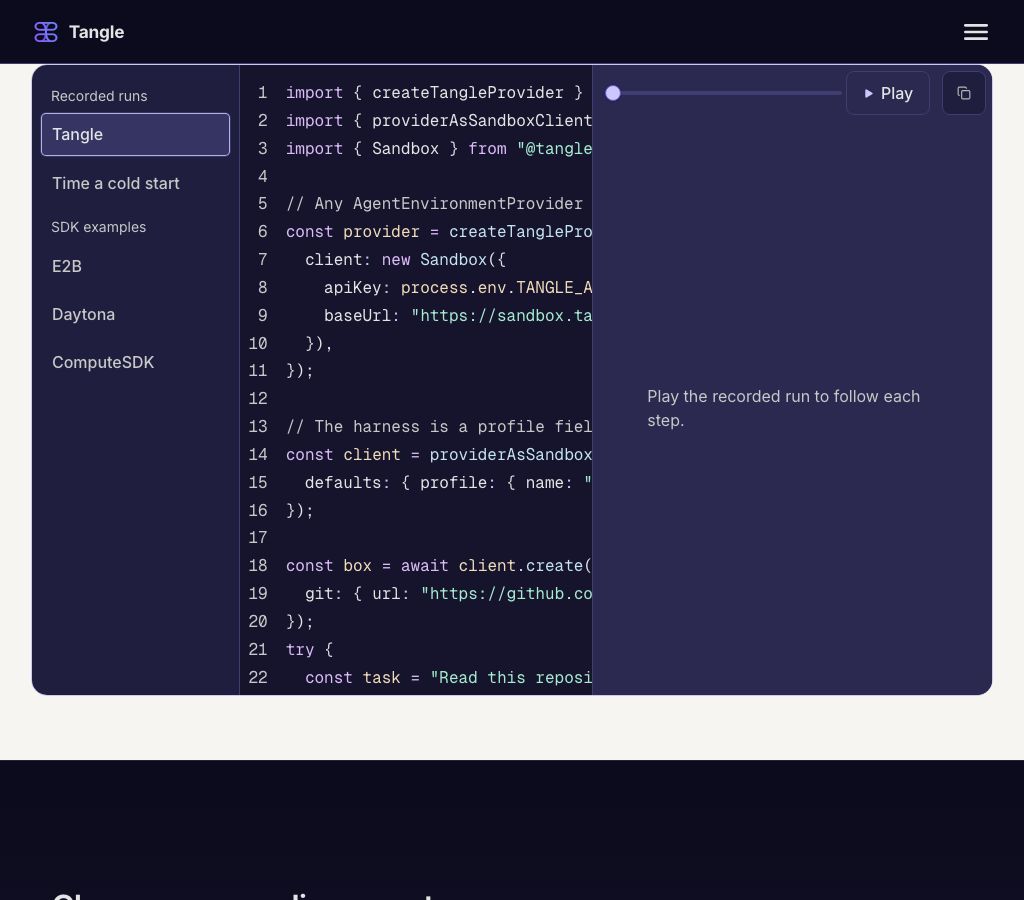 Tangle
Recorded runs
Tangle
Time a cold start
SDK examples
E2B
Daytona
ComputeSDK
1 import { createTangleProvider }
2 import { providerAsSandboxClient
3 import { Sandbox } from "@tangle
4
5 // Any AgentEnvironmentProvider
6 const provider = createTanglePro
7   client: new Sandbox({
8     apiKey: process.env.TANGLE_A
9     baseUrl: "https://sandbox.ta
10   }),
11 });
12
13 // The harness is a profile fiel
14 const client = providerAsSandbox
15   defaults: { profile: { name: "
16 });
17
18 const box = await client.create(
19   git: { url: "https://github.co
20 });
21 try {
22   const task = "Read this reposi
Play
Play the recorded run to follow each
step.